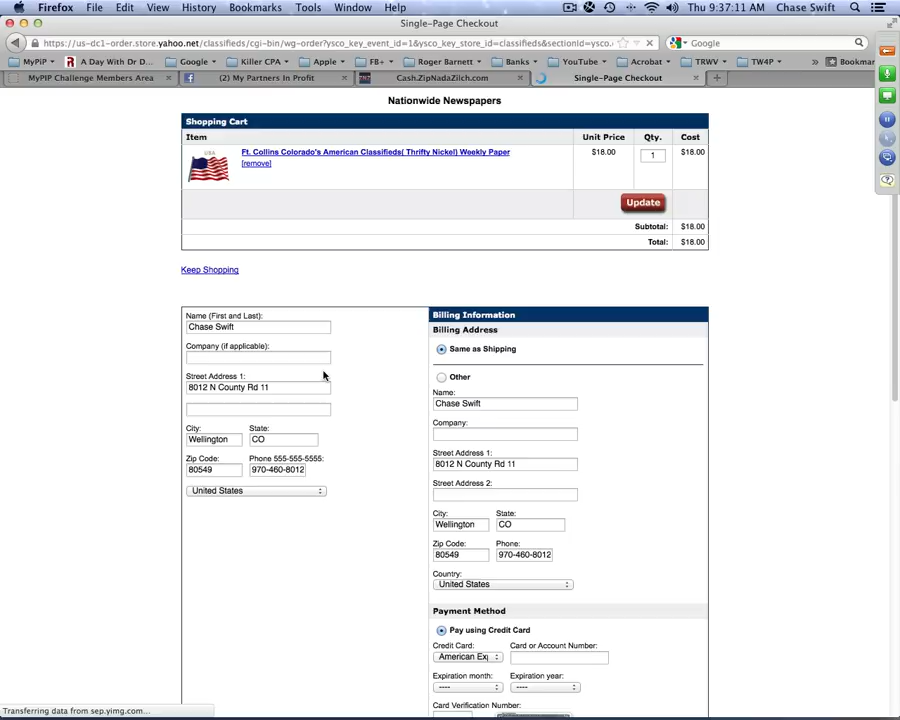 Firefox File Edit View History Bookmarks Tools Window Help Thu 9:37:11 AM Chase Swift
Single-Page Checkout
https://us-dc1-order.store.yahoo.net/classifieds/cgi-bin/wg-order?ysco_key_event_id=1&ysco_key_store_id=classifieds&sectionId=ysco. Google
MyPiP A Day With Dr D... Google Killer CPA Apple FB+ Roger Barnett Banks YouTube Acrobat TRWV TW4P » Bookmar
MyPIP Challenge Members Area (2) My Partners In Profit Cash.ZipNadaZilch.com Single-Page Checkout
Nationwide Newspapers
Shopping Cart
Item Unit Price Qty. Cost
USA
Ft. Collins Colorado's American Classifieds( Thrifty Nickel) Weekly Paper $18.00 1 $18.00
[remove]
Update
Subtotal: $18.00
Total: $18.00
Keep Shopping
Name (First and Last):
Chase Swift
Company (if applicable):
Street Address 1:
8012 N County Rd 11
City: State:
Wellington CO
Zip Code: Phone 555-555-5555:
80549 970-460-8012
United States
Billing Information
Billing Address
Same as Shipping
Other
Name:
Chase Swift
Company:
Street Address 1:
8012 N County Rd 11
Street Address 2:
City: State:
Wellington CO
Zip Code: Phone:
80549 970-460-8012
Country:
United States
Payment Method
Pay using Credit Card
Credit Card: Card or Account Number:
American Ex
Expiration month: Expiration year:
---- ----
Card Verification Number:
Transferring data from sep.yimg.com...